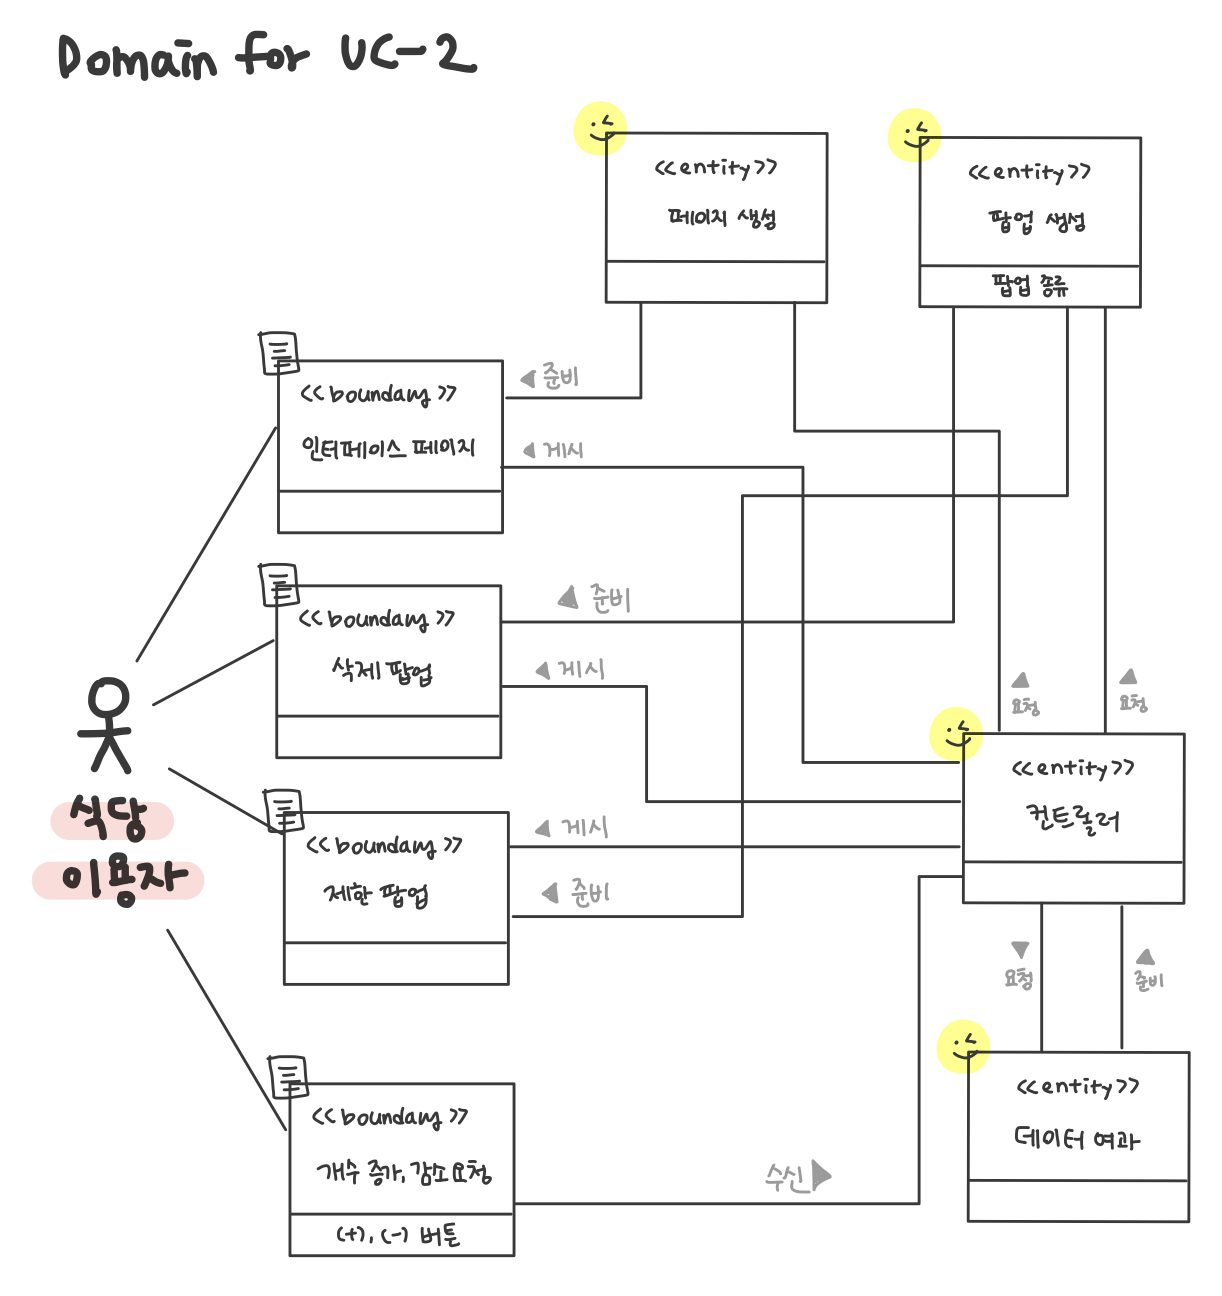 Domain for UC-2
<<entity>>
페이지 생성
<<entity>>
팝업 생성
팝업 종류
<<boundary>>
인터페이스 페이지
◀ 준비
◀ 게시
<<boundary>>
삭제 팝업
◀ 준비
◀ 게시
▲
요청
▲
요청
식당
이용자
<<boundary>>
제한 팝업
◀ 게시
◀ 준비
<<entity>>
컨트롤러
▼
요청
▲
준비
<<entity>>
데이터 여과
<<boundary>>
개수 증가, 감소 요청
(+), (-) 버튼
수신 ▶